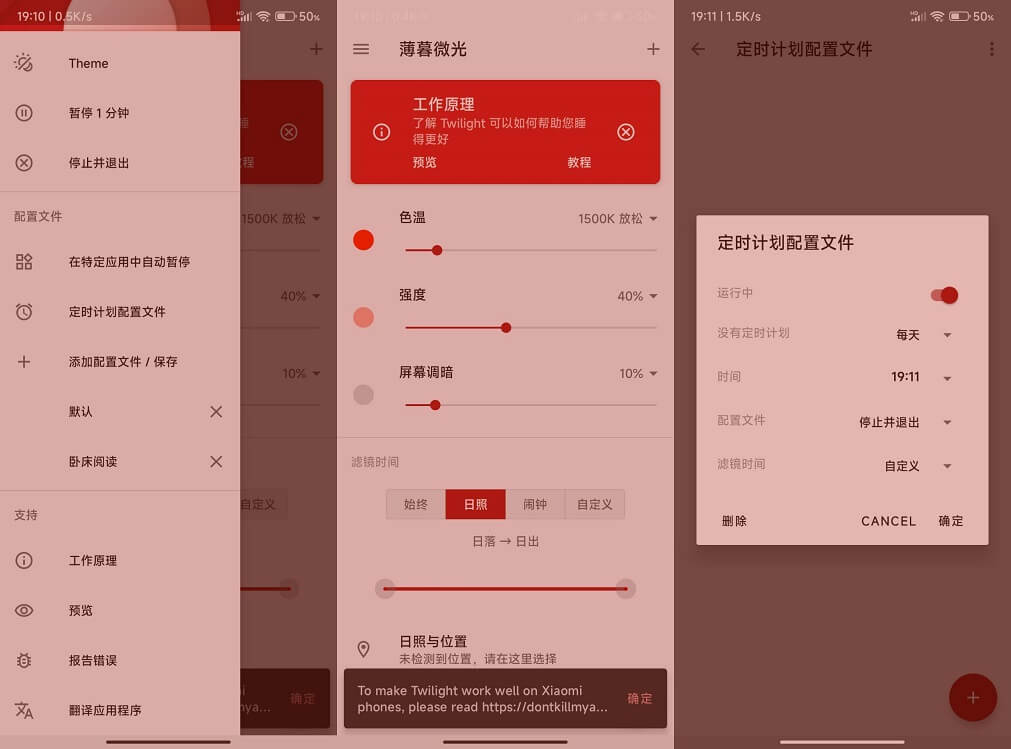 19:10 | 0.5K/s
50%
Theme
暂停 1 分钟
停止并退出
配置文件
在特定应用中自动暂停
定时计划配置文件
添加配置文件 / 保存
默认
卧床阅读
支持
工作原理
预览
报告错误
翻译应用程序
睡
教程
1500K 放松
40%
10%
自定义
mya...
确定
薄暮微光
工作原理
了解 Twilight 可以如何帮助您睡
得更好
预览
教程
色温
1500K 放松
强度
40%
屏幕调暗
10%
滤镜时间
始终
日照
闹钟
自定义
日落 → 日出
日照与位置
未检测到位置，请在这里选择
To make Twilight work well on Xiaomi
phones, please read https://dontkillmya...
确定
19:11 | 1.5K/s
50%
定时计划配置文件
定时计划配置文件
运行中
没有定时计划
每天
时间
19:11
配置文件
停止并退出
滤镜时间
自定义
删除
CANCEL
确定